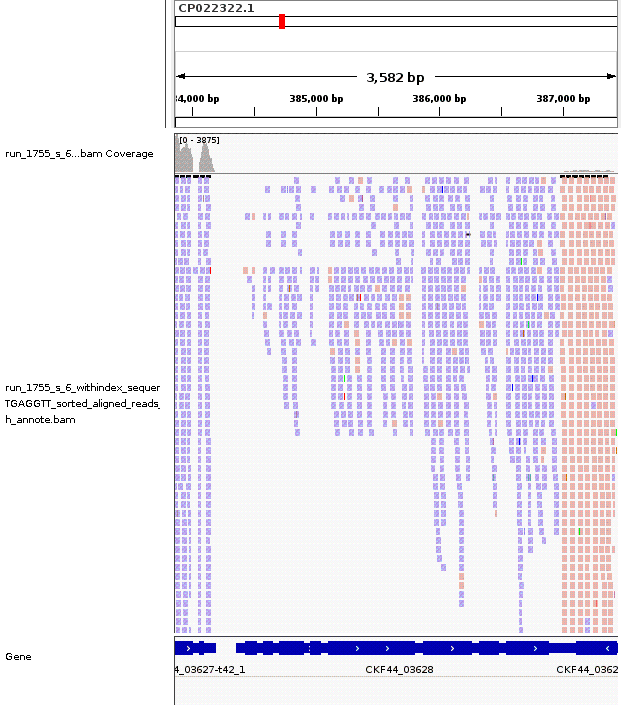 CP022322.1
3,582 bp
4,000 bp 385,000 bp 386,000 bp 387,000 bp
[0 - 3875]
run_1755_s_6...bam Coverage
run_1755_s_6_withindex_sequer
TGAGGTT_sorted_aligned_reads_
h_annote.bam
Gene
4_03627-t42_1 CKF44_03628 CKF44_0362